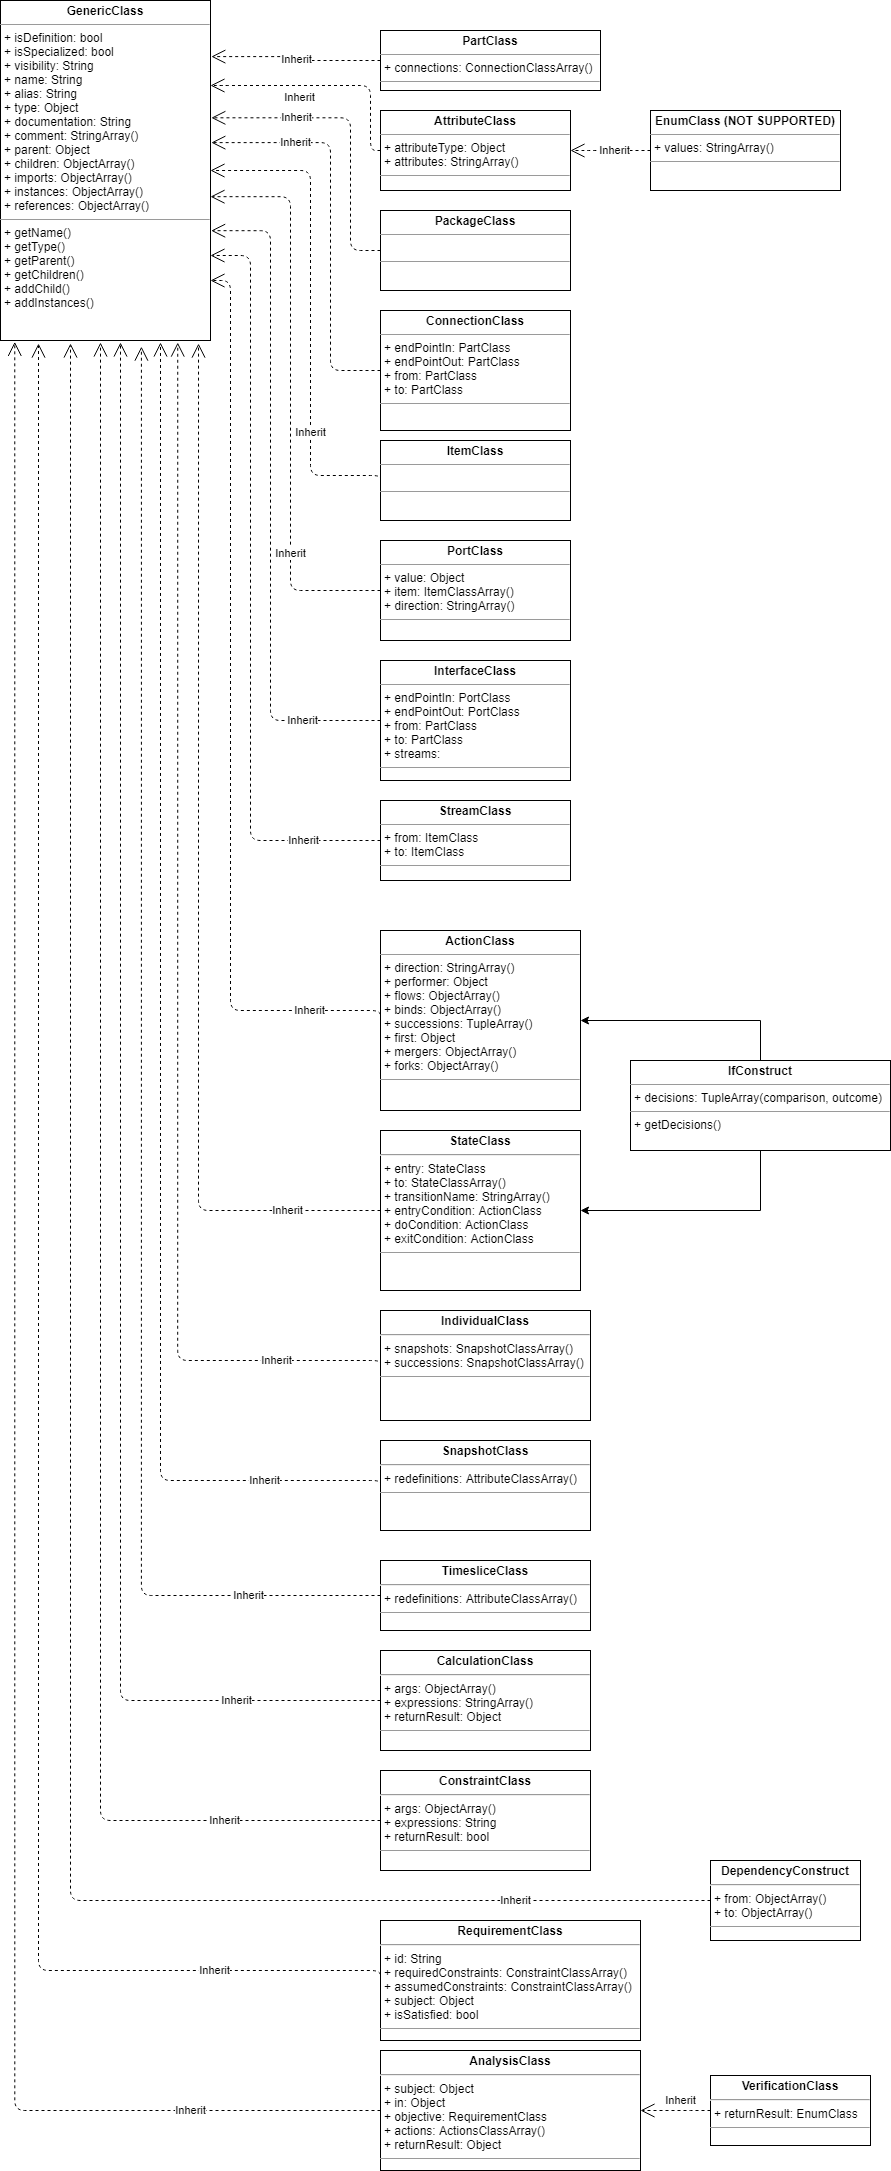 GenericClass
+ isDefinition: bool
+ isSpecialized: bool
+ visibility: String
+ name: String
+ alias: String
+ type: Object
+ documentation: String
+ comment: StringArray()
+ parent: Object
+ children: ObjectArray()
+ imports: ObjectArray()
+ instances: ObjectArray()
+ references: ObjectArray()
+ getName()
+ getType()
+ getParent()
+ getChildren()
+ addChild()
+ addInstances()
Inherit
PartClass
+ connections: ConnectionClassArray()
Inherit
AttributeClass
+ attributeType: Object
+ attributes: StringArray()
Inherit
EnumClass (NOT SUPPORTED)
+ values: StringArray()
Inherit
PackageClass
Inherit
ConnectionClass
+ endPointIn: PartClass
+ endPointOut: PartClass
+ from: PartClass
+ to: PartClass
Inherit
ItemClass
Inherit
PortClass
+ value: Object
+ item: ItemClassArray()
+ direction: StringArray()
Inherit
InterfaceClass
+ endPointIn: PortClass
+ endPointOut: PortClass
+ from: PartClass
+ to: PartClass
+ streams:
Inherit
StreamClass
+ from: ItemClass
+ to: ItemClass
Inherit
ActionClass
+ direction: StringArray()
+ performer: Object
+ flows: ObjectArray()
+ binds: ObjectArray()
+ successions: TupleArray()
+ first: Object
+ mergers: ObjectArray()
+ forks: ObjectArray()
IfConstruct
+ decisions: TupleArray(comparison, outcome)
+ getDecisions()
Inherit
StateClass
+ entry: StateClass
+ to: StateClassArray()
+ transitionName: StringArray()
+ entryCondition: ActionClass
+ doCondition: ActionClass
+ exitCondition: ActionClass
Inherit
IndividualClass
+ snapshots: SnapshotClassArray()
+ successions: SnapshotClassArray()
Inherit
SnapshotClass
+ redefinitions: AttributeClassArray()
Inherit
TimesliceClass
+ redefinitions: AttributeClassArray()
Inherit
CalculationClass
+ args: ObjectArray()
+ expressions: StringArray()
+ returnResult: Object
Inherit
ConstraintClass
+ args: ObjectArray()
+ expressions: String
+ returnResult: bool
Inherit
DependencyConstruct
+ from: ObjectArray()
+ to: ObjectArray()
Inherit
RequirementClass
+ id: String
+ requiredConstraints: ConstraintClassArray()
+ assumedConstraints: ConstraintClassArray()
+ subject: Object
+ isSatisfied: bool
Inherit
AnalysisClass
+ subject: Object
+ in: Object
+ objective: RequirementClass
+ actions: ActionsClassArray()
+ returnResult: Object
Inherit
VerificationClass
+ returnResult: EnumClass